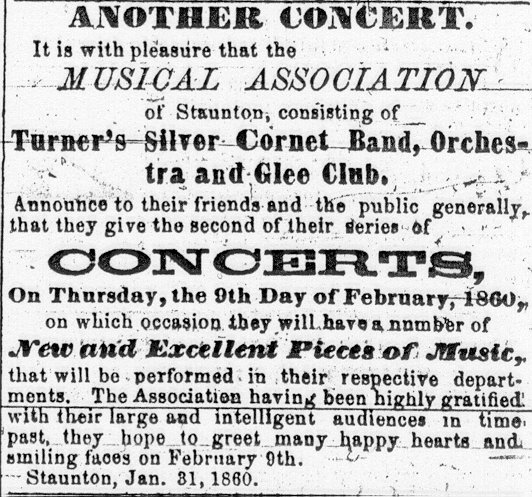 ANOTHER CONCERT.
It is with pleasure that the
MUSICAL ASSOCIATION
of Staunton, consisting of
Turner's Silver Cornet Band, Orches-
tra and Glee Club.
Announce to their friends and the public generally,
that they give the second of their series of
CONCERTS,
On Thursday, the 9th Day of February, 1860,
on which occasion they will have a number of
New and Excellent Pieces of Music,
that will be performed in their respective depart-
ments. The Association having been highly gratified
with their large and intelligent audiences in time
past, they hope to greet many happy hearts and
smiling faces on February 9th.
Staunton, Jan. 31, 1860.